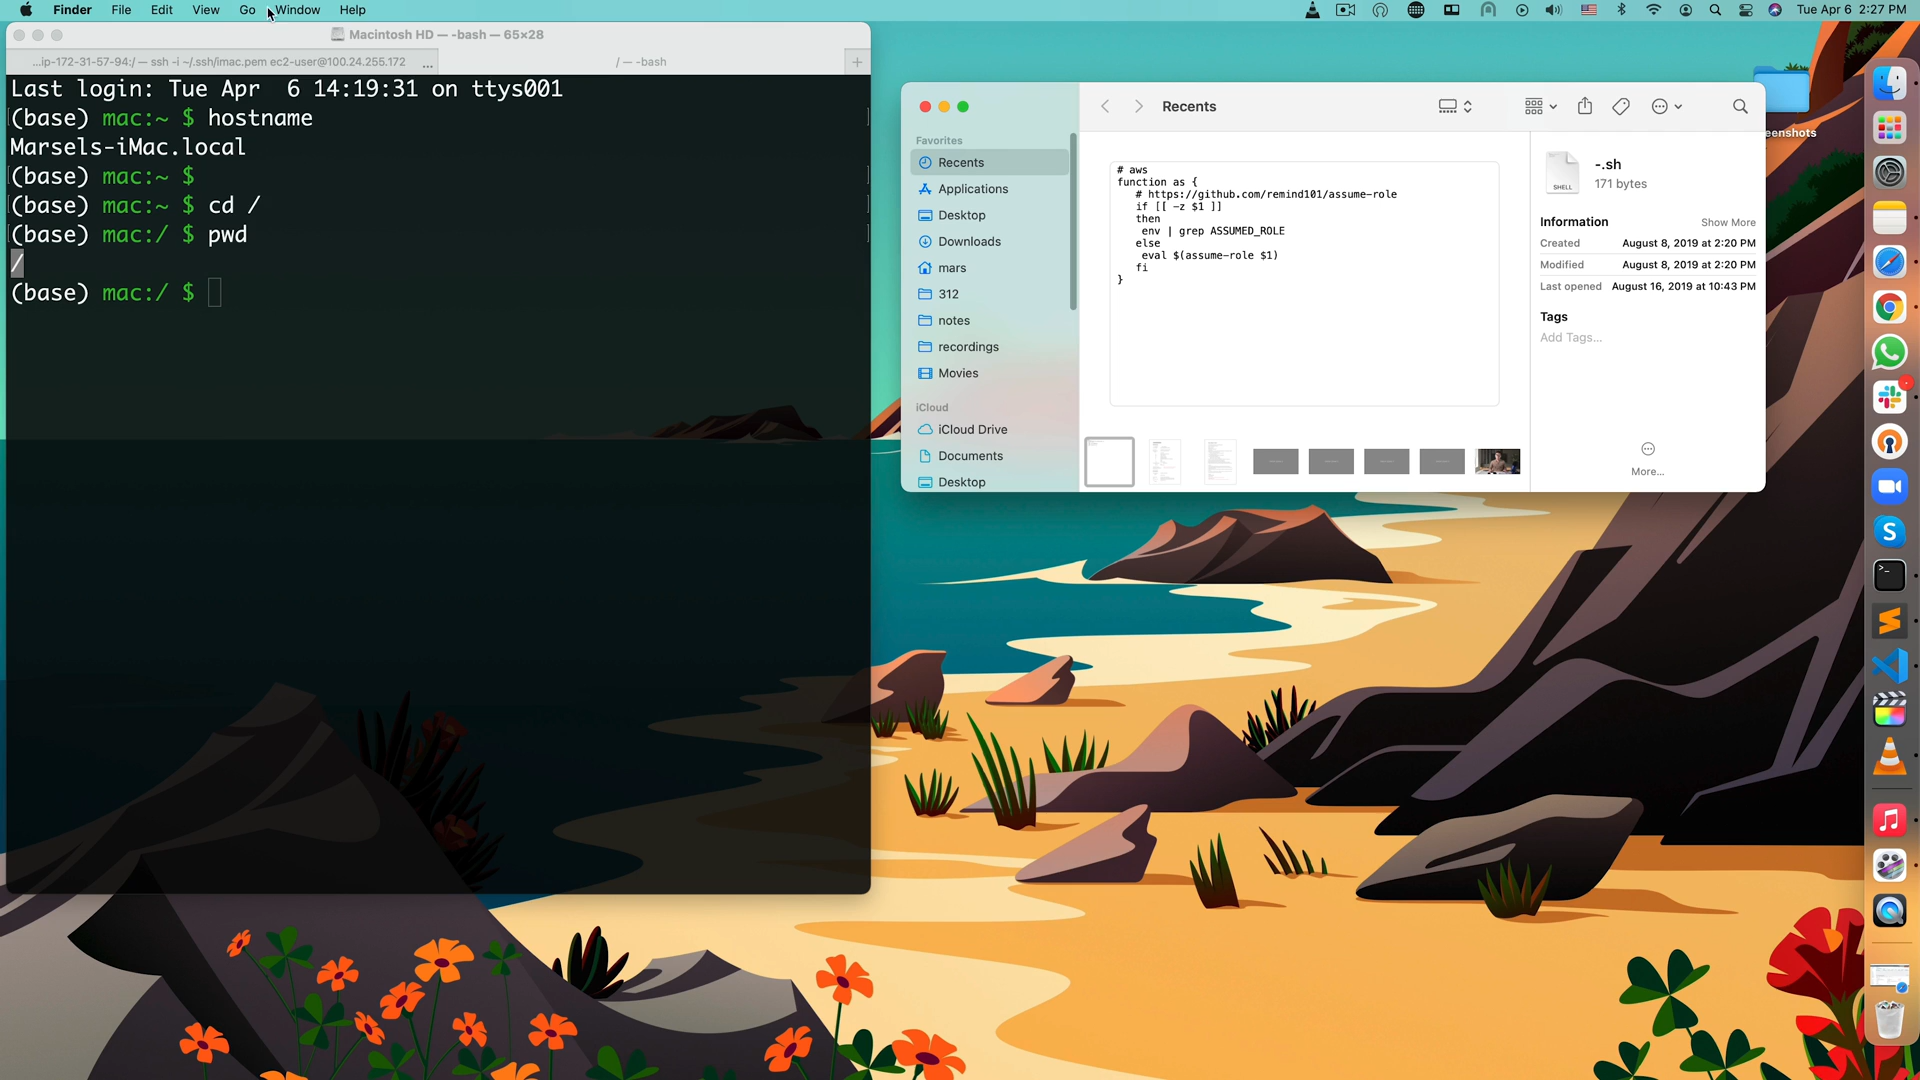 Finder File Edit View Go Window Help
Tue Apr 6 2:27 PM
Macintosh HD — -bash — 65×28
...ip-172-31-57-94:/ — ssh -i ~/.ssh/imac.pem ec2-user@100.24.255.172 ...
/ — -bash
Last login: Tue Apr  6 14:19:31 on ttys001
(base) mac:~ $ hostname
Marsels-iMac.local
(base) mac:~ $
(base) mac:~ $ cd /
(base) mac:/ $ pwd
/
(base) mac:/ $
Recents
Favorites
Recents
Applications
Desktop
Downloads
mars
312
notes
recordings
Movies
iCloud
iCloud Drive
Documents
Desktop
# aws
function as {
# https://github.com/remind101/assume-role
if [[ -z $1 ]]
then
env | grep ASSUMED_ROLE
else
eval $(assume-role $1)
fi
}
SHELL
-.sh
171 bytes
Information Show More
Created August 8, 2019 at 2:20 PM
Modified August 8, 2019 at 2:20 PM
Last opened August 16, 2019 at 10:43 PM
Tags
Add Tags...
More...
eenshots